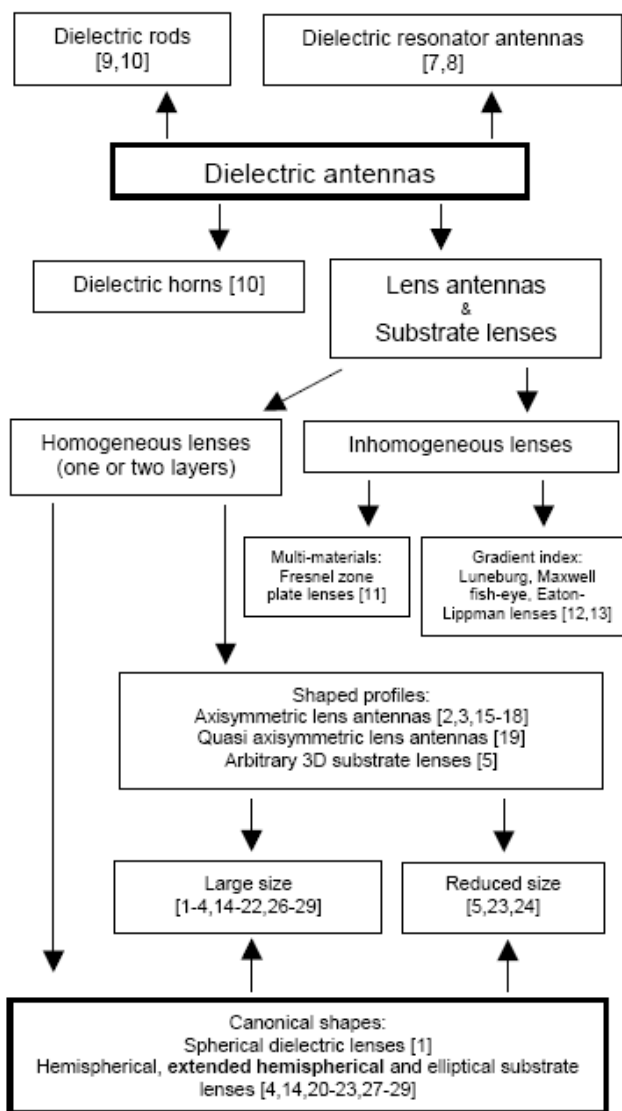 Dielectric rods
[9,10]
Dielectric resonator antennas
[7,8]
Dielectric antennas
Dielectric horns [10]
Lens antennas
&
Substrate lenses
Homogeneous lenses
(one or two layers)
Inhomogeneous lenses
Multi-materials:
Fresnel zone
plate lenses [11]
Gradient index:
Luneburg, Maxwell
fish-eye, Eaton-
Lippman lenses [12,13]
Shaped profiles:
Axisymmetric lens antennas [2,3,15-18]
Quasi axisymmetric lens antennas [19]
Arbitrary 3D substrate lenses [5]
Large size
[1-4,14-22,26-29]
Reduced size
[5,23,24]
Canonical shapes:
Spherical dielectric lenses [1]
Hemispherical, extended hemispherical and elliptical substrate
lenses [4,14,20-23,27-29]